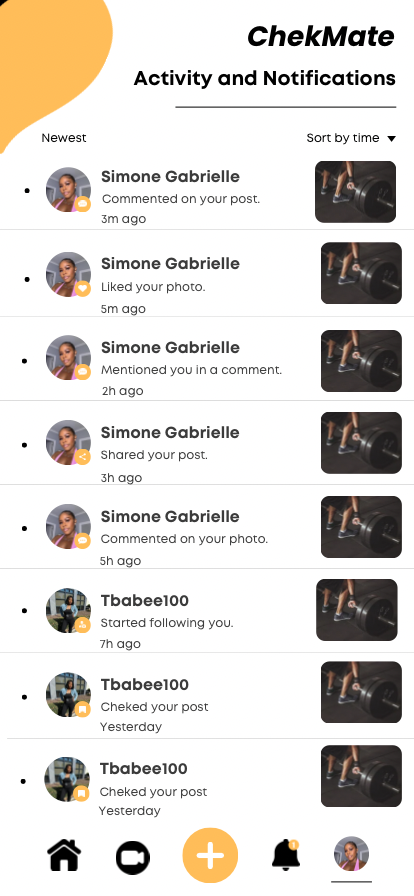 ChekMate
Activity and Notifications
Newest
Sort by time
Simone Gabrielle
Commented on your post.
3m ago
Simone Gabrielle
Liked your photo.
5m ago
Simone Gabrielle
Mentioned you in a comment.
2h ago
Simone Gabrielle
Shared your post.
3h ago
Simone Gabrielle
Commented on your photo.
5h ago
Tbabee100
Started following you.
7h ago
Tbabee100
Cheked your post
Yesterday
Tbabee100
Cheked your post
Yesterday